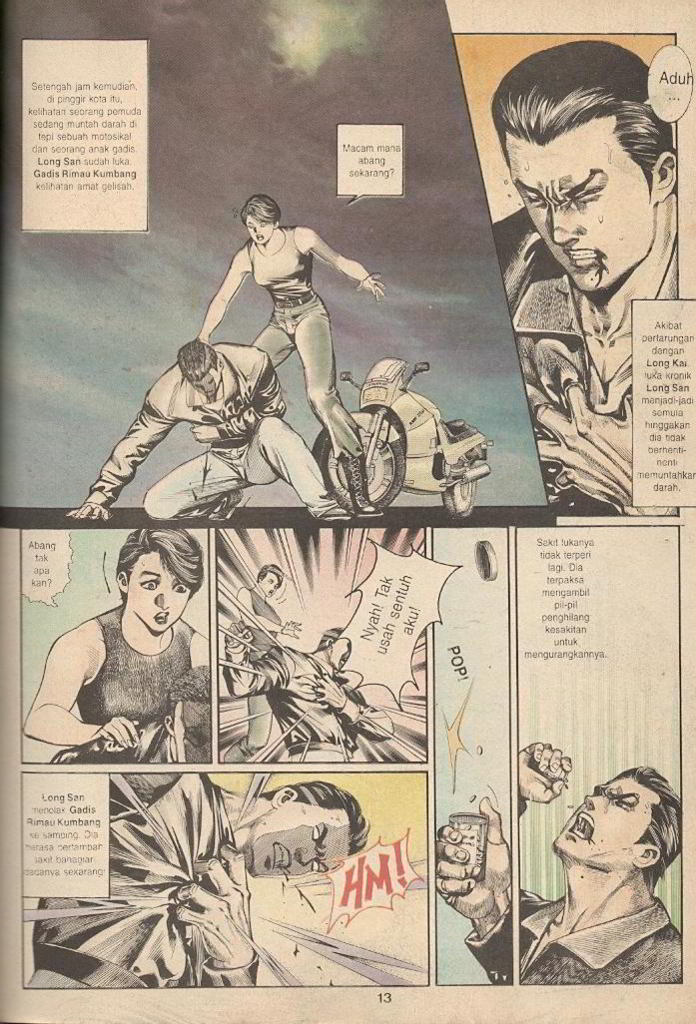 Setengah jam kemudian,
di pinggir kota itu,
kelihatan seorang pemuda
sedang muntah darah di
tepi sebuah motosikal
dan seorang anak gadis.
Long San sudah luka.
Gadis Rimau Kumbang
kelihatan amat gelisah.
Macam mana
abang
sekarang?
Aduh
...
Akibat
pertarungan
dengan
Long Kai,
luka kronik
Long San
menjadi-jadi
semula
hinggakan
dia tidak
berhenti-
henti
memuntahkan
darah.
Abang
tak
apa
kan?
Nyah! Tak
usah sentuh
aku!
Long San
menolak Gadis
Rimau Kumbang
ke samping. Dia
merasa bertambah
sakit bahagian
dadanya sekarang!
HM!
POP!
Sakit lukanya
tidak terperi
lagi. Dia
terpaksa
mengambil
pil-pil
penghilang
kesakitan
untuk
mengurangkannya.
13